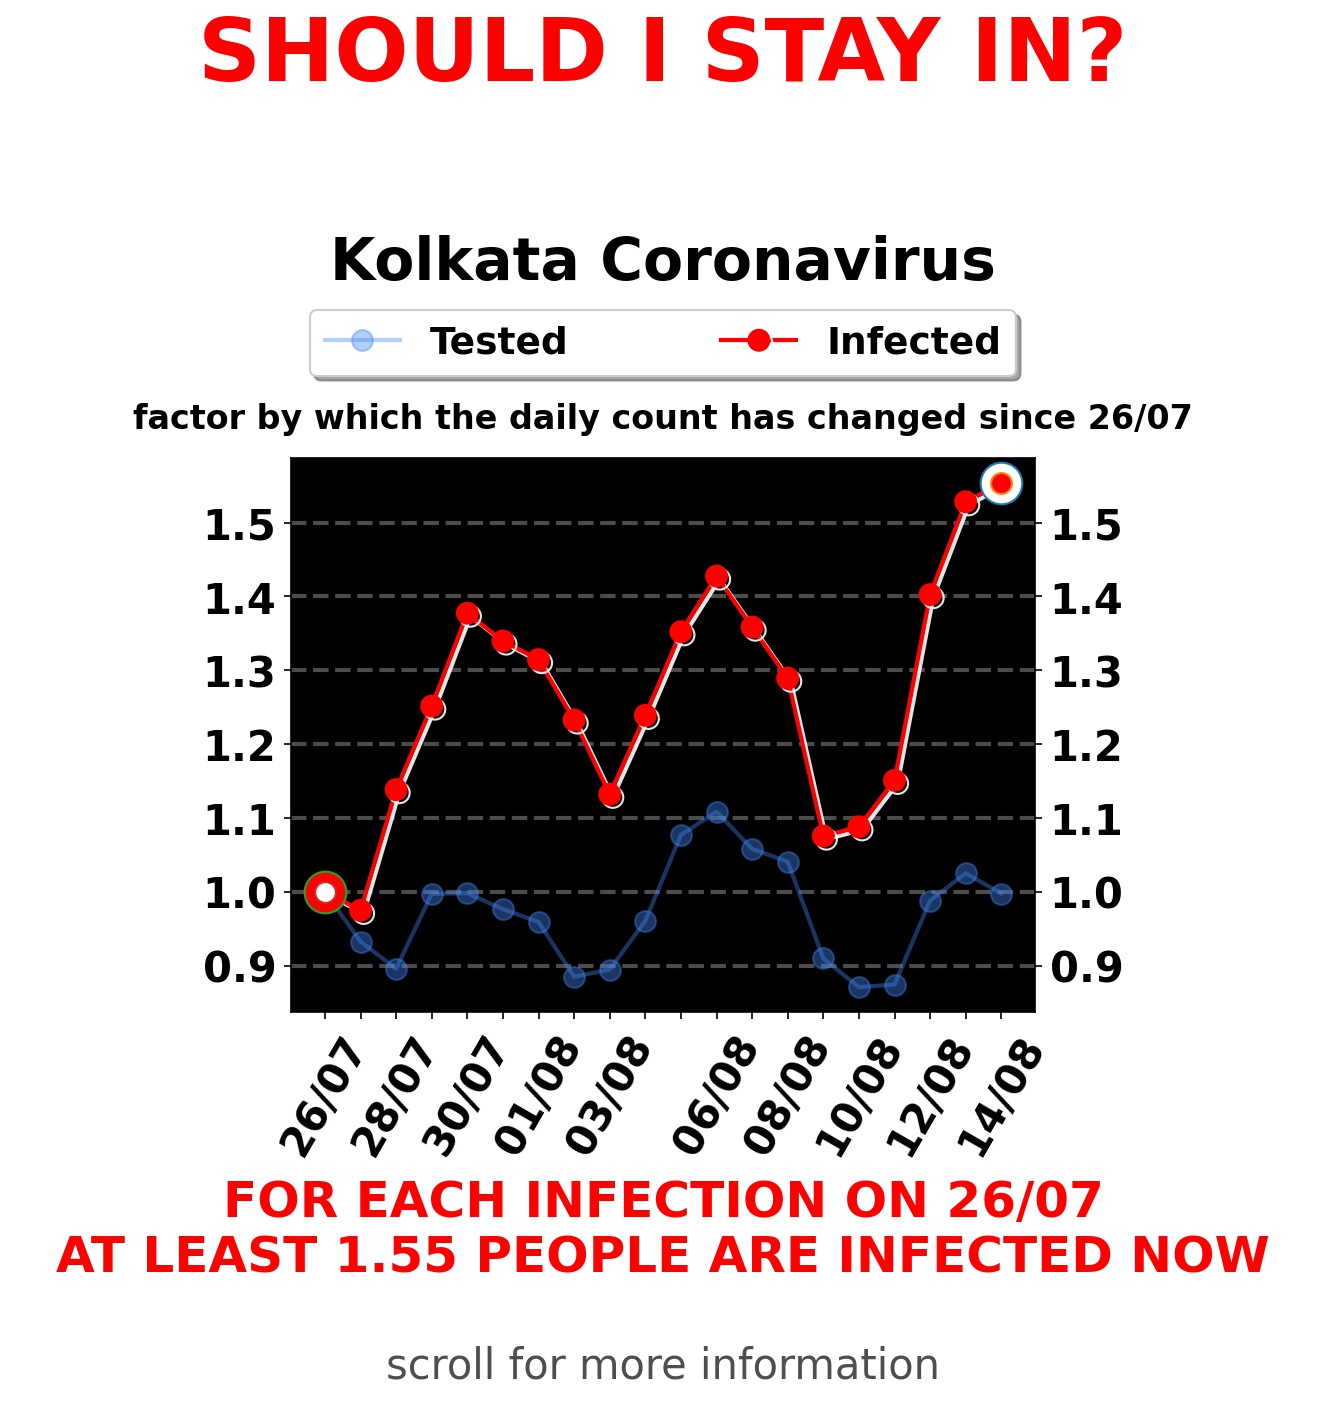 SHOULD I STAY IN?
Kolkata Coronavirus
Tested Infected
factor by which the daily count has changed since 26/07
1.5 1.5
1.4 1.4
1.3 1.3
1.2 1.2
1.1 1.1
1.0 1.0
0.9 0.9
26/07 28/07 30/07 01/08 03/08 06/08 08/08 10/08 12/08 14/08
FOR EACH INFECTION ON 26/07
AT LEAST 1.55 PEOPLE ARE INFECTED NOW
scroll for more information